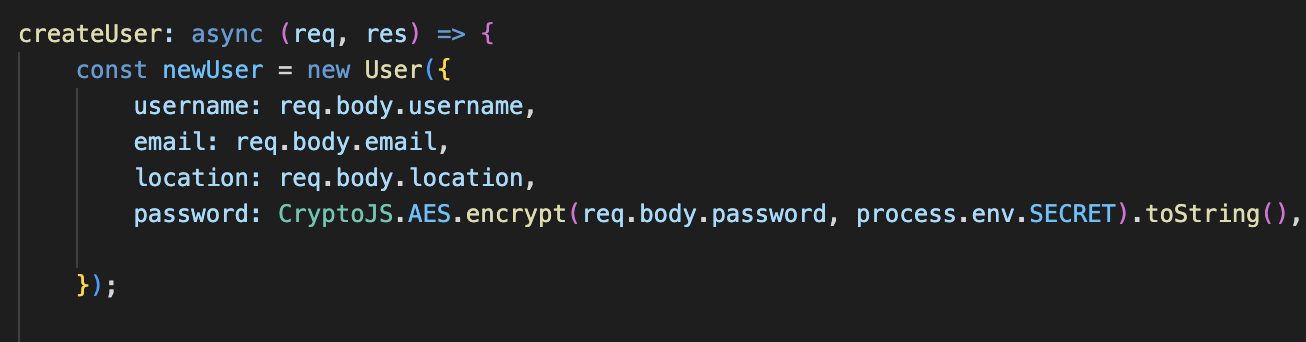 createUser: async (req, res) => {
const newUser = new User({
username: req.body.username,
email: req.body.email,
location: req.body.location,
password: CryptoJS.AES.encrypt(req.body.password, process.env.SECRET).toString(),
});